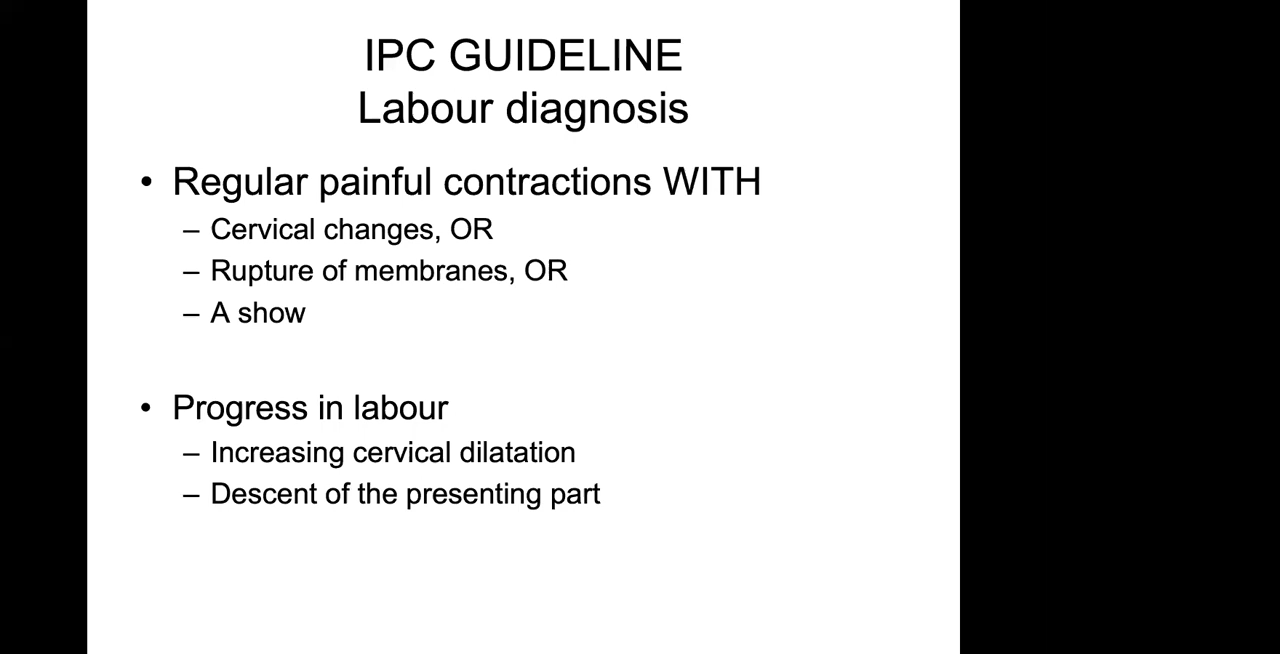 IPC GUIDELINE
Labour diagnosis
• Regular painful contractions WITH
– Cervical changes, OR
– Rupture of membranes, OR
– A show
• Progress in labour
– Increasing cervical dilatation
– Descent of the presenting part